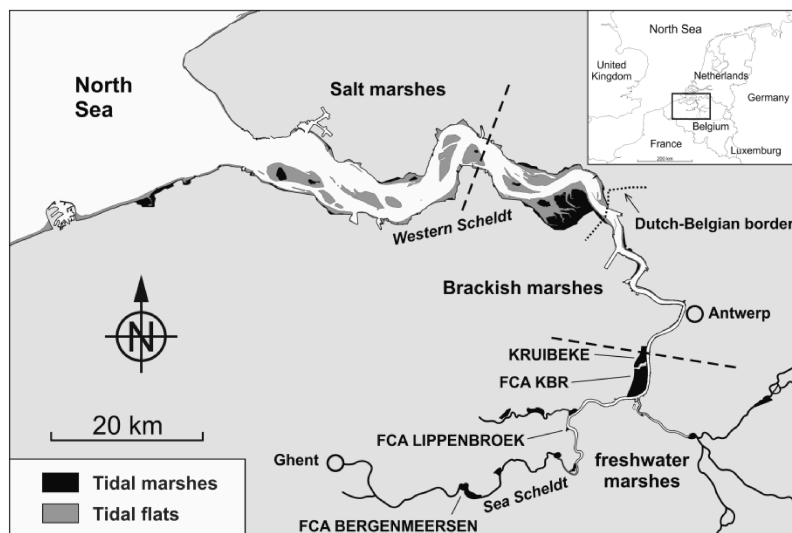 North
Sea
Salt marshes
North Sea
United
Kingdom
Netherlands
Germany
Belgium
France
Luxemburg
200 km
Western Scheldt
Dutch-Belgian border
Brackish marshes
Antwerp
N
KRUIBEKE
FCA KBR
20 km
FCA LIPPENBROEK
Ghent
freshwater
marshes
Sea Scheldt
FCA BERGENMEERSEN
Tidal marshes
Tidal flats